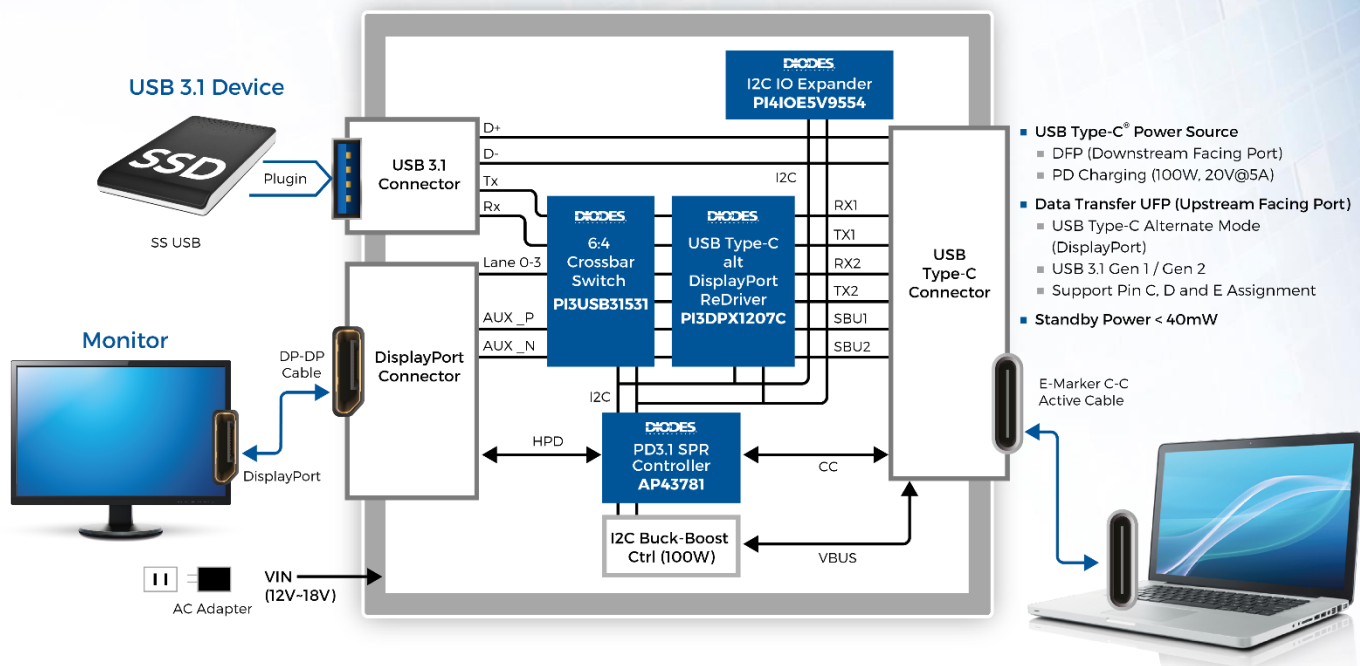 USB 3.1 Device
SSD
SS USB
Plugin
USB 3.1
Connector
D+
D-
Tx
Rx
Lane 0-3
AUX _P
AUX _N
DIODES
I2C IO Expander
PI4IOE5V9554
I2C
DIODES
6:4
Crossbar
Switch
PI3USB31531
DIODES
USB Type-C
alt
DisplayPort
ReDriver
PI3DPX1207C
RX1
TX1
RX2
TX2
SBU1
SBU2
USB
Type-C
Connector
Monitor
DP-DP
Cable
DisplayPort
DisplayPort
Connector
I2C
HPD
DIODES
PD3.1 SPR
Controller
AP43781
CC
I2C Buck-Boost
Ctrl (100W)
VBUS
AC Adapter
VIN
(12V~18V)
▪ USB Type-C® Power Source
▪ DFP (Downstream Facing Port)
▪ PD Charging (100W, 20V@5A)
▪ Data Transfer UFP (Upstream Facing Port)
▪ USB Type-C Alternate Mode
(DisplayPort)
▪ USB 3.1 Gen 1 / Gen 2
▪ Support Pin C, D and E Assignment
▪ Standby Power < 40mW
E-Marker C-C
Active Cable